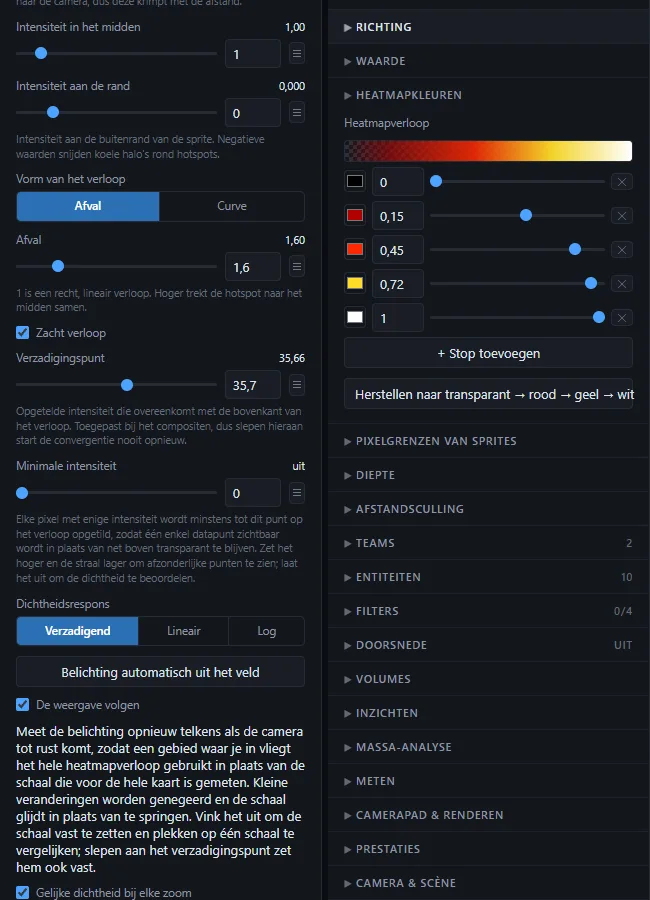 naar de camera, dus deze krimpt met de afstand.
Intensiteit in het midden 1,00
1
Intensiteit aan de rand 0,000
0
Intensiteit aan de buitenrand van de sprite. Negatieve
waarden snijden koele halo's rond hotspots.
Vorm van het verloop
Afval Curve
Afval 1,60
1,6
1 is een recht, lineair verloop. Hoger trekt de hotspot naar het
midden samen.
Zacht verloop
Verzadigingspunt 35,66
35,7
Opgetelde intensiteit die overeenkomt met de bovenkant van
het verloop. Toegepast bij het compositen, dus slepen hieraan
start de convergentie nooit opnieuw.
Minimale intensiteit uit
0
Elke pixel met enige intensiteit wordt minstens tot dit punt op
het verloop opgetild, zodat één enkel datapunt zichtbaar
wordt in plaats van net boven transparant te blijven. Zet het
hoger en de straal lager om afzonderlijke punten te zien; laat
het uit om de dichtheid te beoordelen.
Dichtheidsrespons
Verzadigend Lineair Log
Belichting automatisch uit het veld
De weergave volgen
Meet de belichting opnieuw telkens als de camera
tot rust komt, zodat een gebied waar je in vliegt
het hele heatmapverloop gebruikt in plaats van de
schaal die voor de hele kaart is gemeten. Kleine
veranderingen worden genegeerd en de schaal
glijdt in plaats van te springen. Vink het uit om de
schaal vast te zetten en plekken op één schaal te
vergelijken; slepen aan het verzadigingspunt zet
hem ook vast.
Gelijke dichtheid bij elke zoom
RICHTING
WAARDE
HEATMAPKLEUREN
Heatmapverloop
0
0,15
0,45
0,72
1
+ Stop toevoegen
Herstellen naar transparant → rood → geel → wit
PIXELGRENZEN VAN SPRITES
DIEPTE
AFSTANDSCULLING
TEAMS 2
ENTITEITEN 10
FILTERS 0/4
DOORSNEDE UIT
VOLUMES
INZICHTEN
MASSA-ANALYSE
METEN
CAMERAPAD & RENDEREN
PRESTATIES
CAMERA & SCÈNE